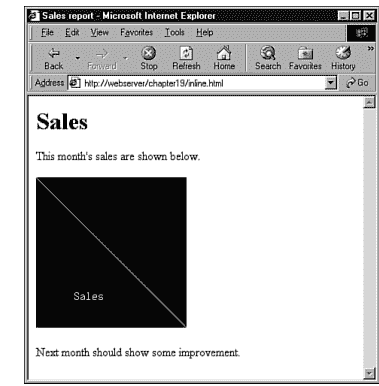 Sales report - Microsoft Internet Explorer
File Edit View Favorites Tools Help
Back Forward Stop Refresh Home Search Favorites History »
Address http://webserver/chapter19/inline.html Go
Sales
This month's sales are shown below.
Sales
Next month should show some improvement.